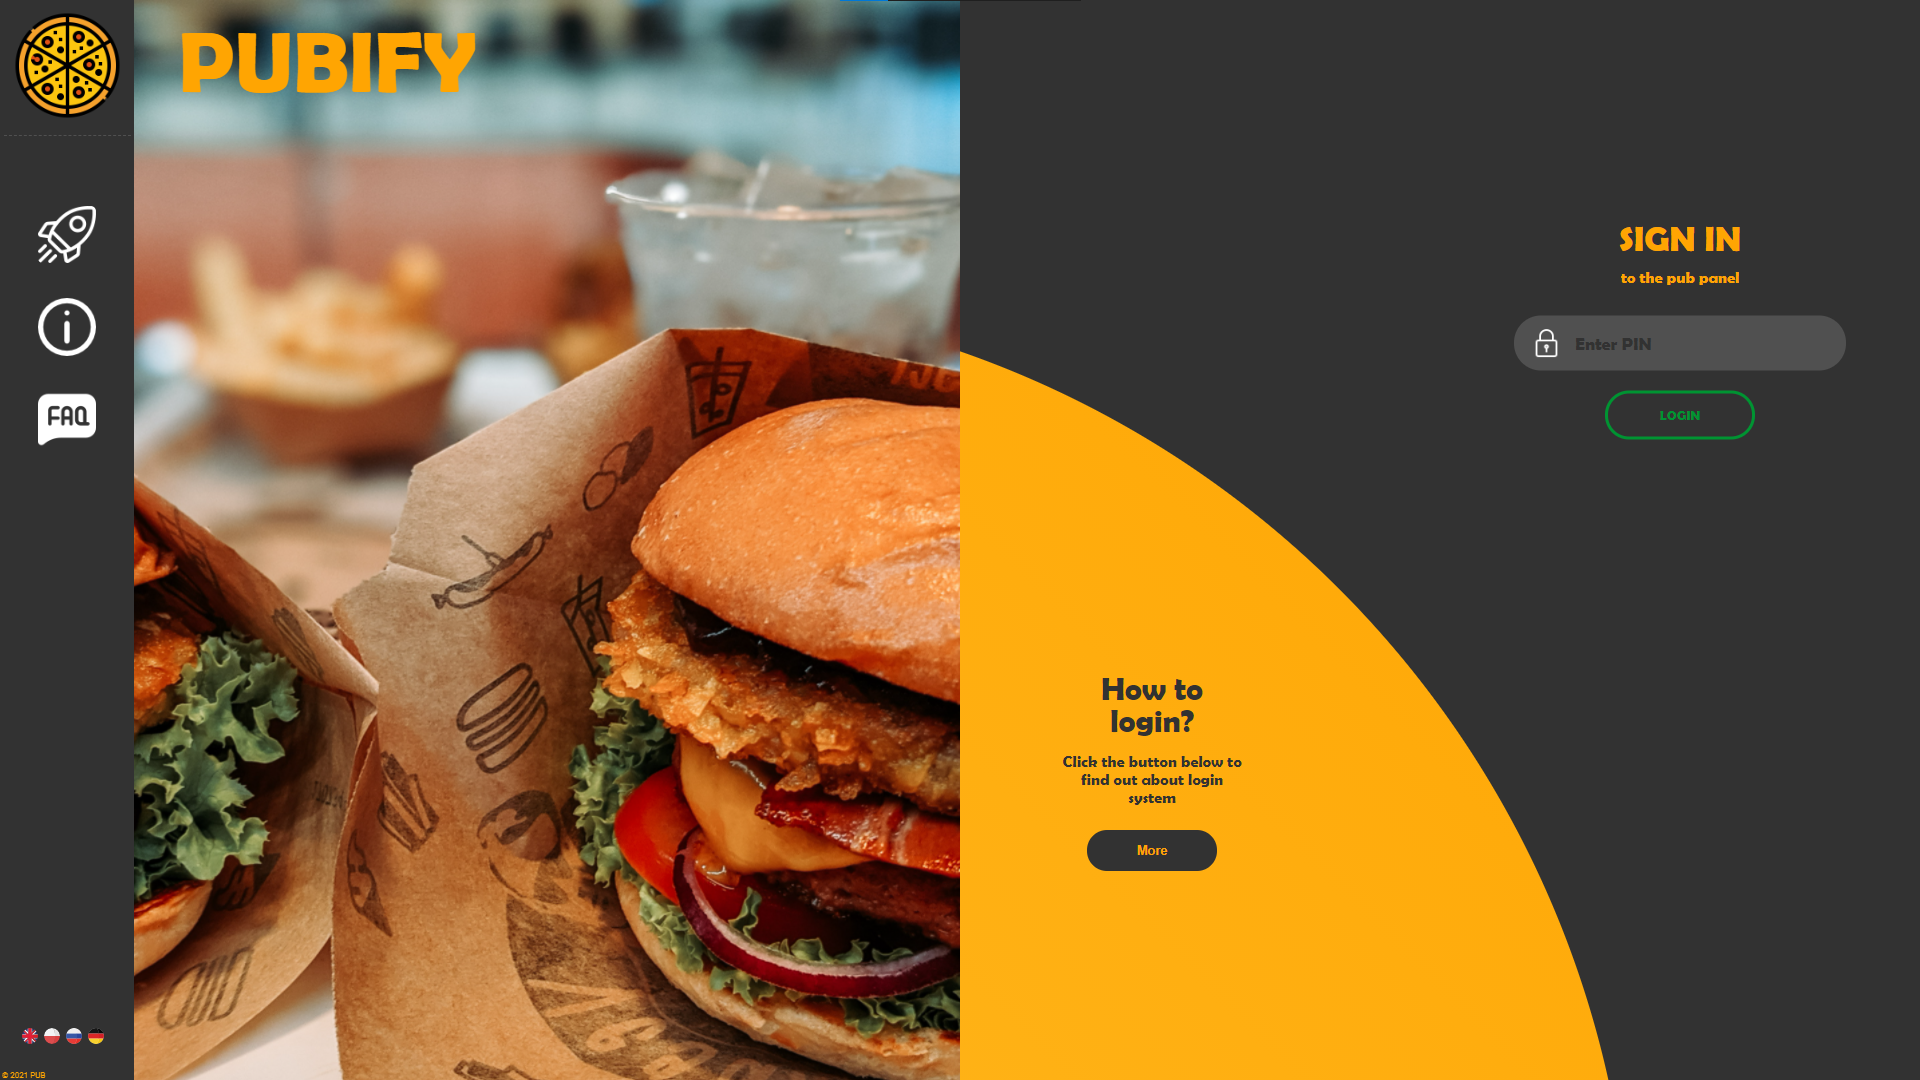 PUBIFY
FAQ
SIGN IN
to the pub panel
Enter PIN
LOGIN
How to
login?
Click the button below to
find out about login
system
More
© 2021 PUB